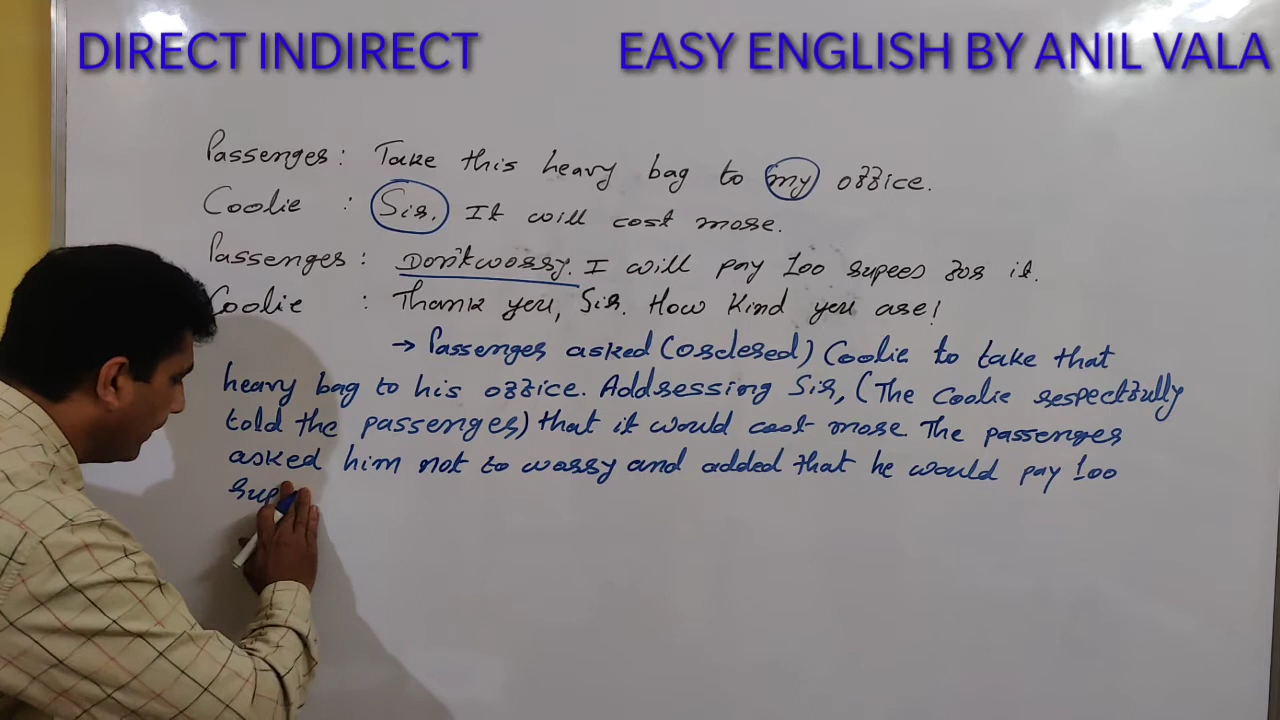 DIRECT INDIRECT EASY ENGLISH BY ANIL VALA
Passenger: Take this heavy bag to my office.
Coolie : Sir, It will cost more.
Passenger: Don't worry. I will pay 100 rupees for it.
Coolie : Thank you, Sir. How Kind you are!
→ Passenger asked (ordered) Coolie to take that
heavy bag to his office. Addressing Sir, (The Coolie respectfully
told the passenger) that it would cost more. The passenger
asked him not to worry and added that he would pay 100
rup